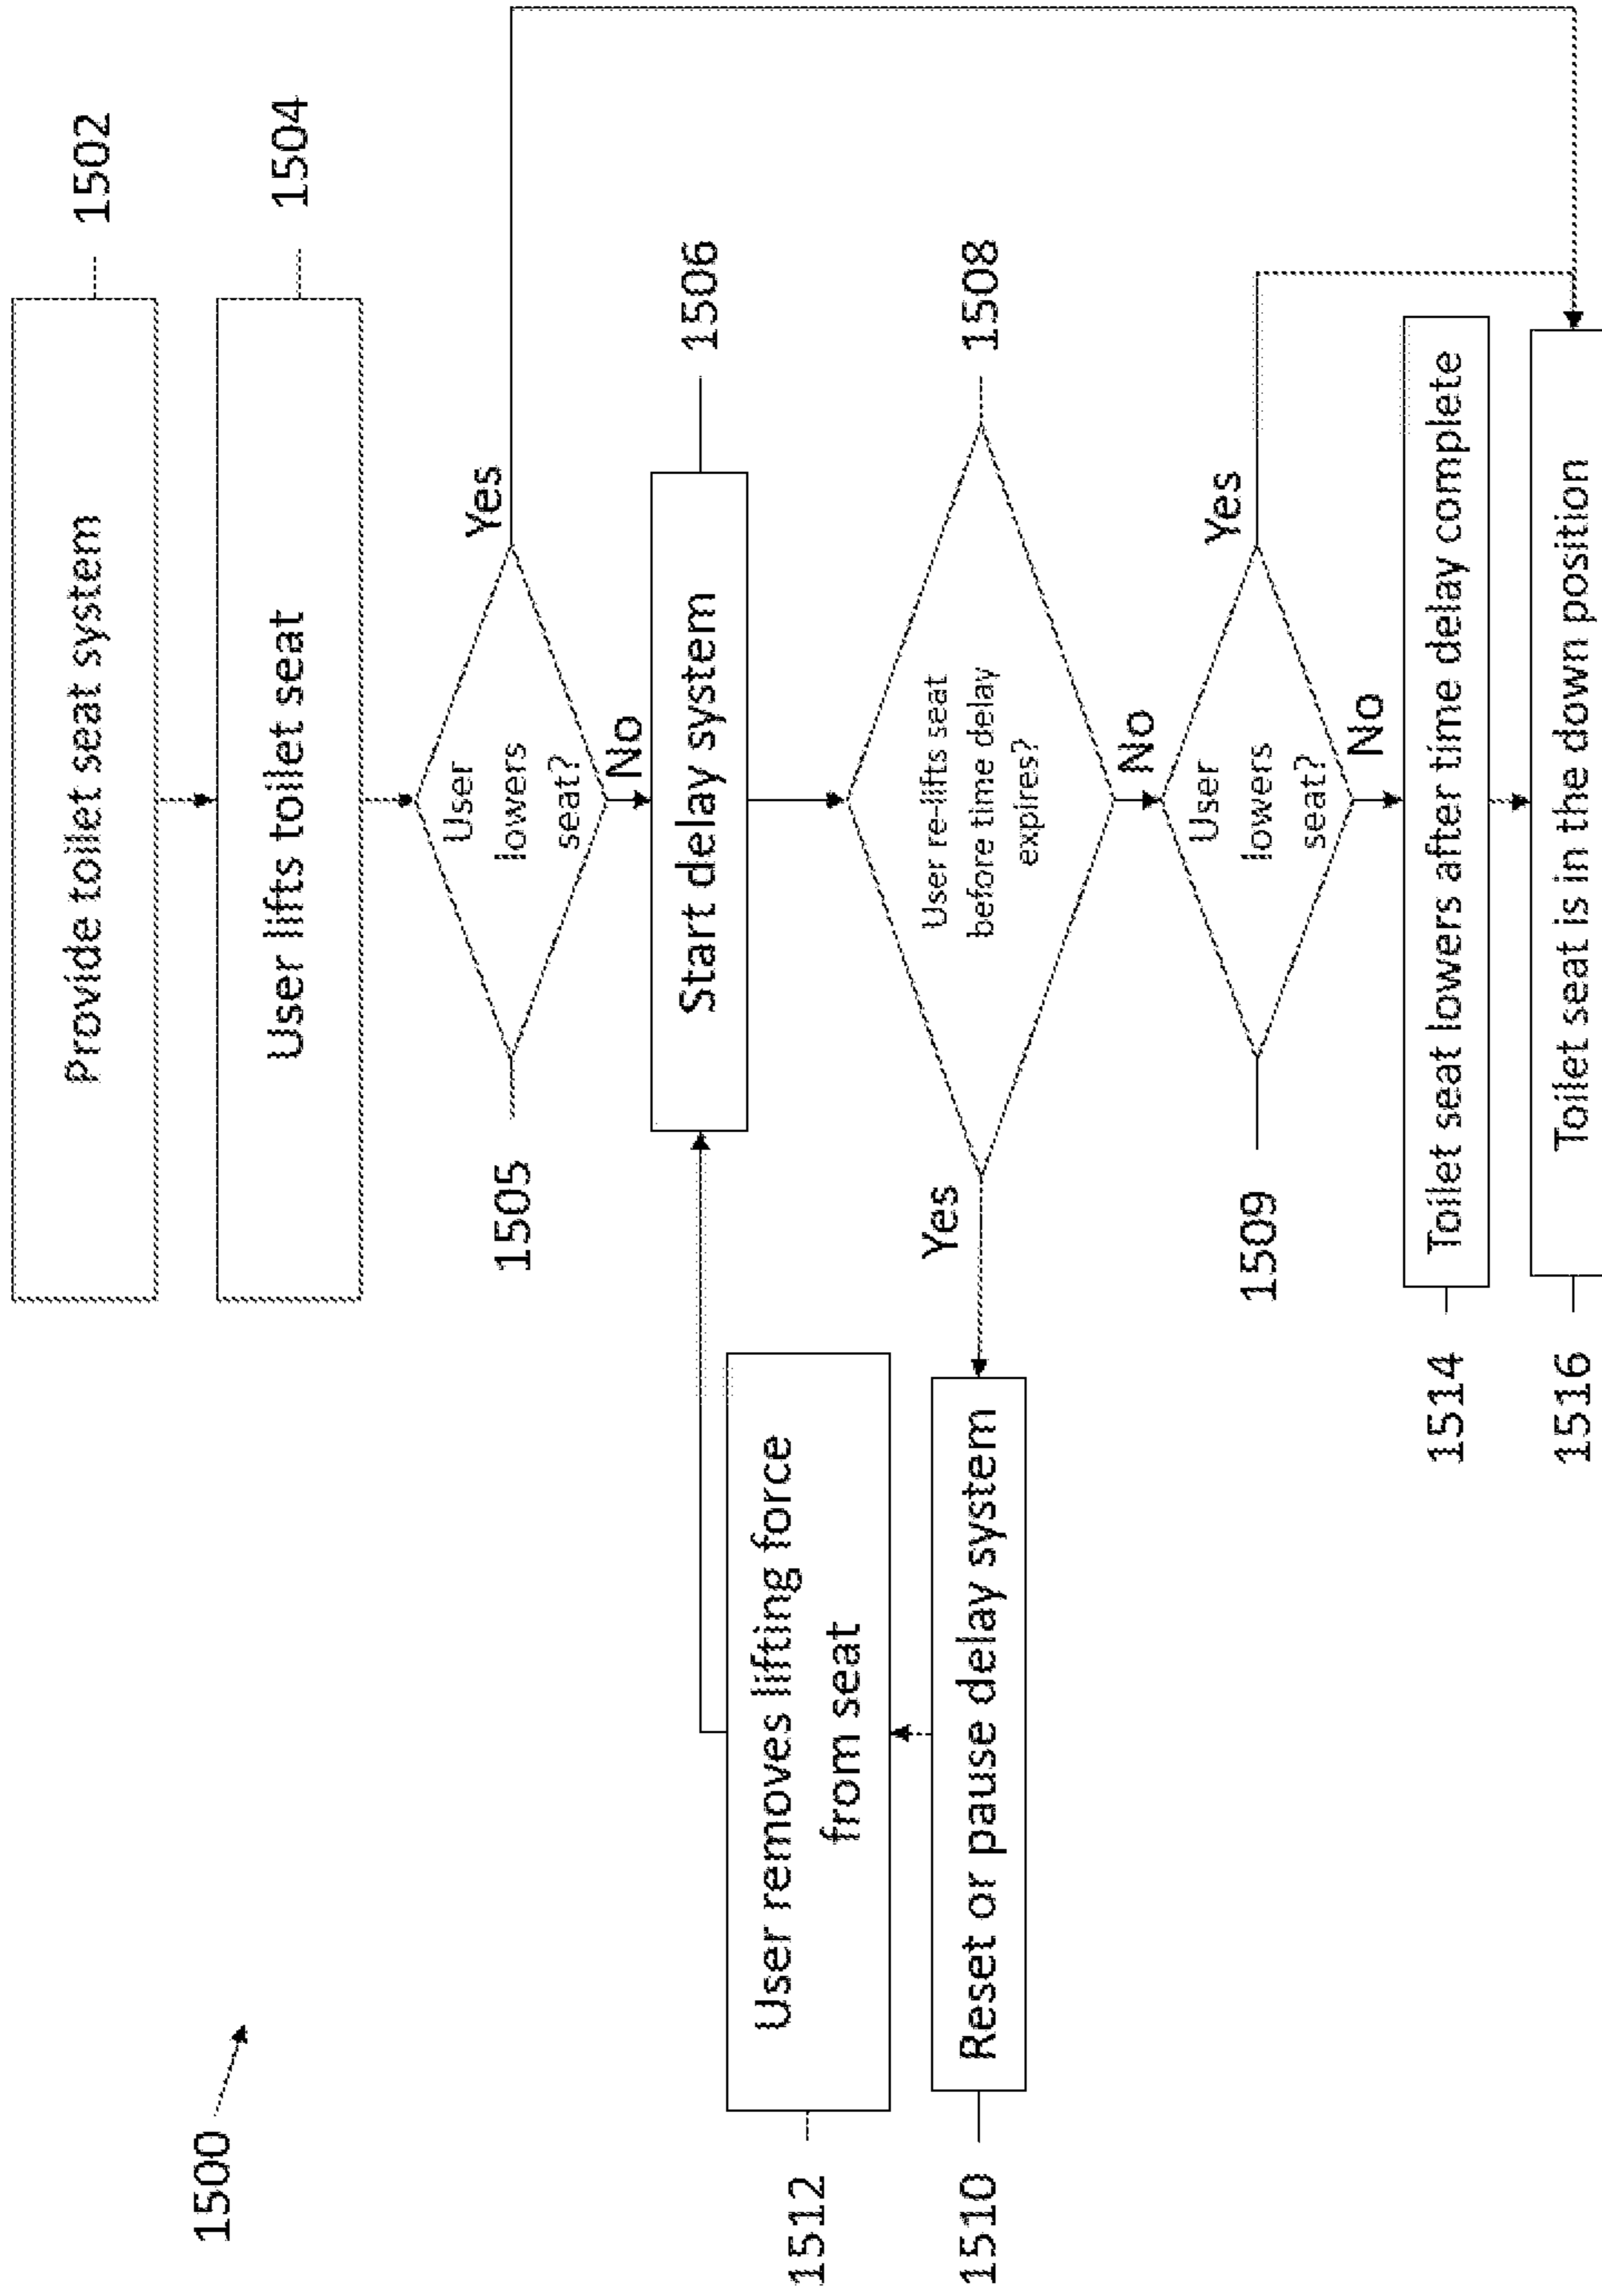 1500
Provide toilet seat system
1502
User lifts toilet seat
1504
User
lowers
seat?
1505
Yes
No
Start delay system
1506
User re-lifts seat
before time delay
expires?
1508
Yes
No
User removes lifting force
from seat
1512
Reset or pause delay system
1510
User
lowers
seat?
1509
Yes
No
Toilet seat lowers after time delay complete
1514
Toilet seat is in the down position
1516